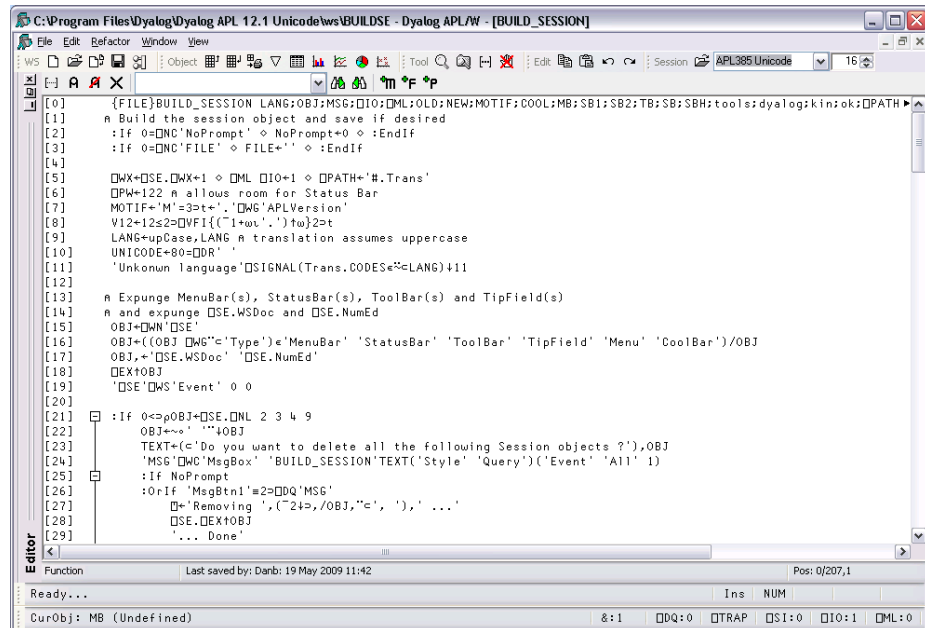 C:\Program Files\Dyalog\Dyalog APL 12.1 Unicode\ws\BUILDSE - Dyalog APL/W - [BUILD_SESSION]
File Edit Refactor Window View
WS Object Tool Edit Session APL385 Unicode 16
[0] {FILE}BUILD_SESSION LANG;OBJ;MSG;⎕IO;⎕ML;OLD;NEW;MOTIF;COOL;MB;SB1;SB2;TB;SB;SBH;tools;dyalog;kin;ok;⎕PATH
[1] ⍝ Build the session object and save if desired
[2] :If 0=⎕NC'NoPrompt' ⋄ NoPrompt←0 ⋄ :EndIf
[3] :If 0=⎕NC'FILE' ⋄ FILE←'' ⋄ :EndIf
[4]
[5] ⎕WX←⎕SE.⎕WX←1 ⋄ ⎕ML ⎕IO←1 ⋄ ⎕PATH←'#.Trans'
[6] ⎕PW←122 ⍝ allows room for Status Bar
[7] MOTIF←'M'=3⊃t←'.'⎕WG'APLVersion'
[8] V12←12≤2⊃⎕VFI{(¯1+⍵⍳'.')↑⍵}2⊃t
[9] LANG←upCase,LANG ⍝ translation assumes uppercase
[10] UNICODE←80=⎕DR' '
[11] 'Unkonwn language'⎕SIGNAL(Trans.CODES∊⍨⊂LANG)↓11
[12]
[13] ⍝ Expunge MenuBar(s), StatusBar(s), ToolBar(s) and TipField(s)
[14] ⍝ and expunge ⎕SE.WSDoc and ⎕SE.NumEd
[15] OBJ←⎕WN'⎕SE'
[16] OBJ←((OBJ ⎕WG¨⊂'Type')∊'MenuBar' 'StatusBar' 'ToolBar' 'TipField' 'Menu' 'CoolBar')/OBJ
[17] OBJ,←'⎕SE.WSDoc' '⎕SE.NumEd'
[18] ⎕EX↑OBJ
[19] '⎕SE'⎕WS'Event' 0 0
[20]
[21] :If 0<⊃⍴OBJ←⎕SE.⎕NL 2 3 4 9
[22] OBJ←~∘' '¨↓OBJ
[23] TEXT←(⊂'Do you want to delete all the following Session objects ?'),OBJ
[24] 'MSG'⎕WC'MsgBox' 'BUILD_SESSION'TEXT('Style' 'Query')('Event' 'All' 1)
[25] :If NoPrompt
[26] :OrIf 'MsgBtn1'≡2⊃⎕DQ'MSG'
[27] ⍞←'Removing ',(¯2↓⊃,/OBJ,¨⊂', '),' ...'
[28] ⎕SE.⎕EX↑OBJ
[29] '... Done'
Editor
Function Last saved by: Danb: 19 May 2009 11:42 Pos: 0/207,1
Ready... Ins NUM
CurObj: MB (Undefined) &:1 ⎕DQ:0 ⎕TRAP ⎕SI:0 ⎕IO:1 ⎕ML:0